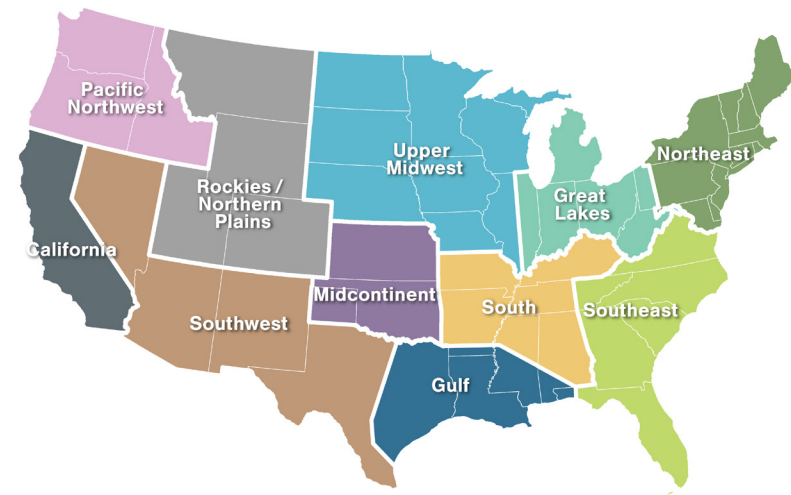 Pacific
Northwest
Upper
Midwest
Northeast
Rockies /
Northern
Plains
Great
Lakes
California
Midcontinent
South
Southeast
Southwest
Gulf